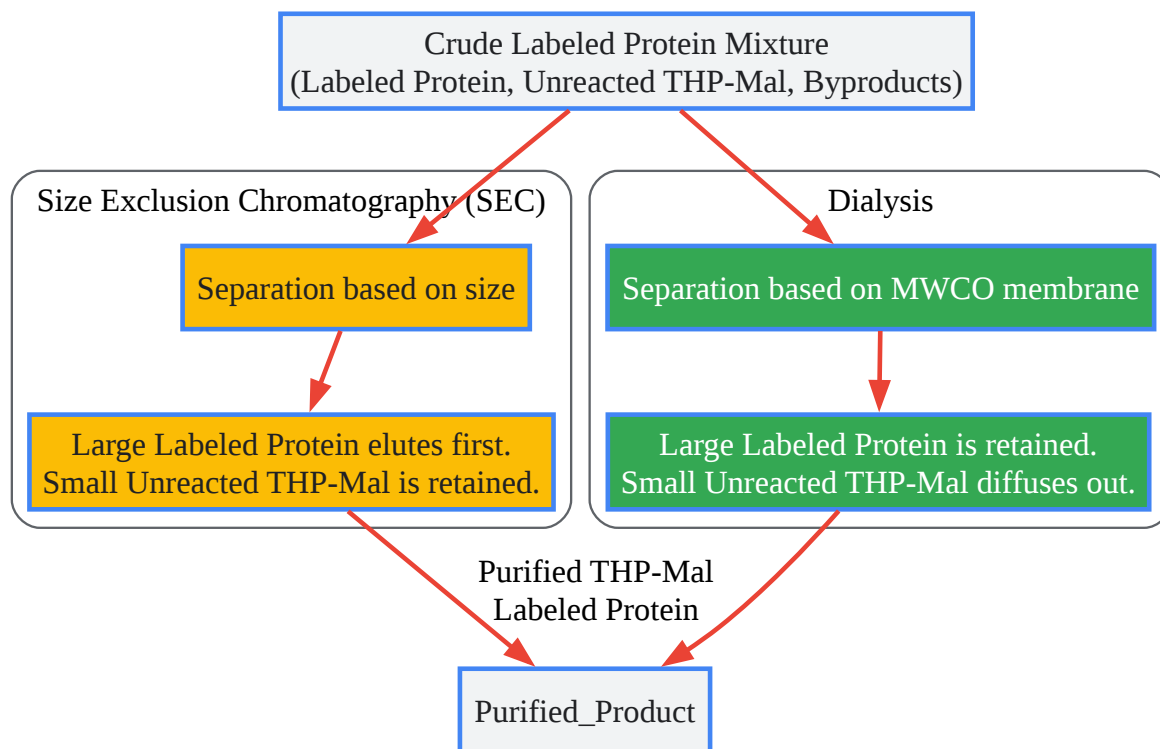 Crude Labeled Protein Mixture
(Labeled Protein, Unreacted THP-Mal, Byproducts)
Size Exclusion Chromatography (SEC)
Separation based on size
Large Labeled Protein elutes first.
Small Unreacted THP-Mal is retained.
Dialysis
Separation based on MWCO membrane
Large Labeled Protein is retained.
Small Unreacted THP-Mal diffuses out.
Purified THP-Mal
Labeled Protein
Purified_Product